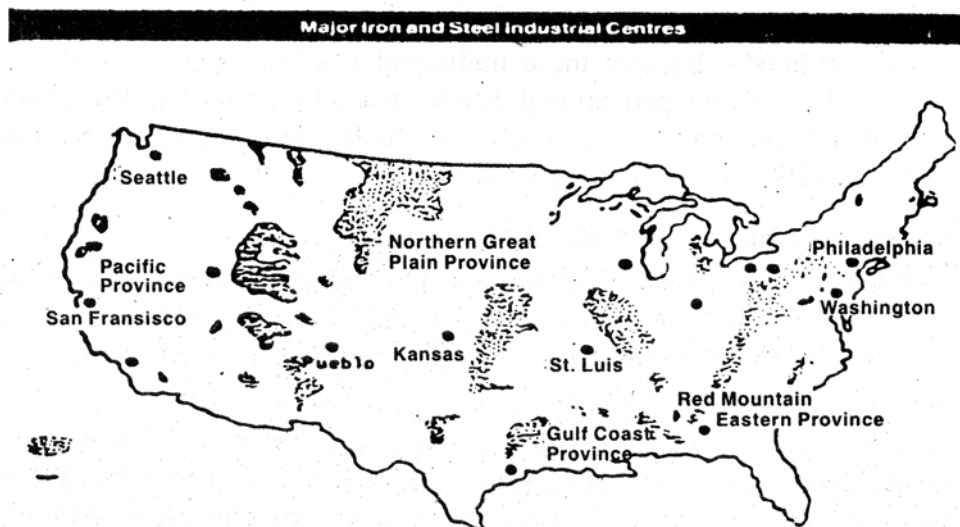 Major Iron and Steel Industrial Centres
Seattle
Northern Great
Plain Province
Philadelphia
Pacific
Province
Washington
San Fransisco
Kansas
ueblo
St. Luis
Red Mountain
Eastern Province
Gulf Coast
Province